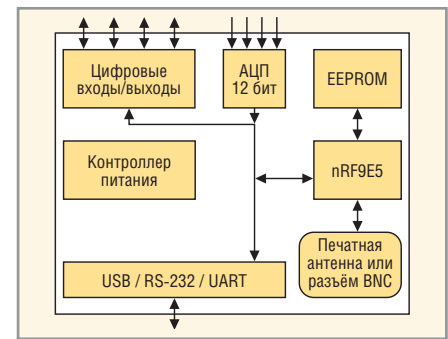 Цифровые
входы/выходы
АЦП
12 бит
EEPROM
Контроллер
питания
nRF9E5
Печатная
антенна или
разъём BNC
USB / RS-232 / UART